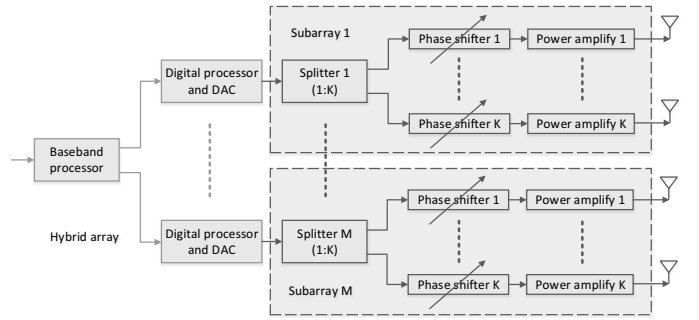 Subarray 1
Phase shifter 1
Power amplify 1
Digital processor
and DAC
Splitter 1
(1:K)
Phase shifter K
Power amplify K
Baseband
processor
Phase shifter 1
Power amplify 1
Hybrid array
Digital processor
and DAC
Splitter M
(1:K)
Subarray M
Phase shifter K
Power amplify K